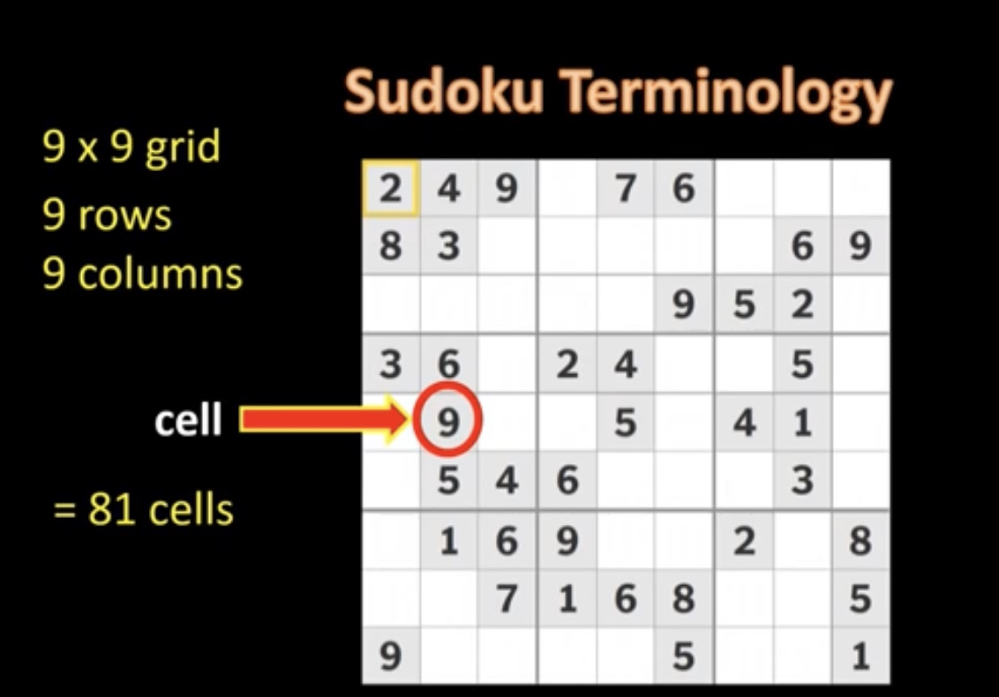 Sudoku Terminology
9 x 9 grid
9 rows
9 columns
cell
= 81 cells
2 4 9 7 6
8 3 6 9
9 5 2
3 6 2 4 5
9 5 4 1
5 4 6 3
1 6 9 2 8
7 1 6 8 5
9 5 1